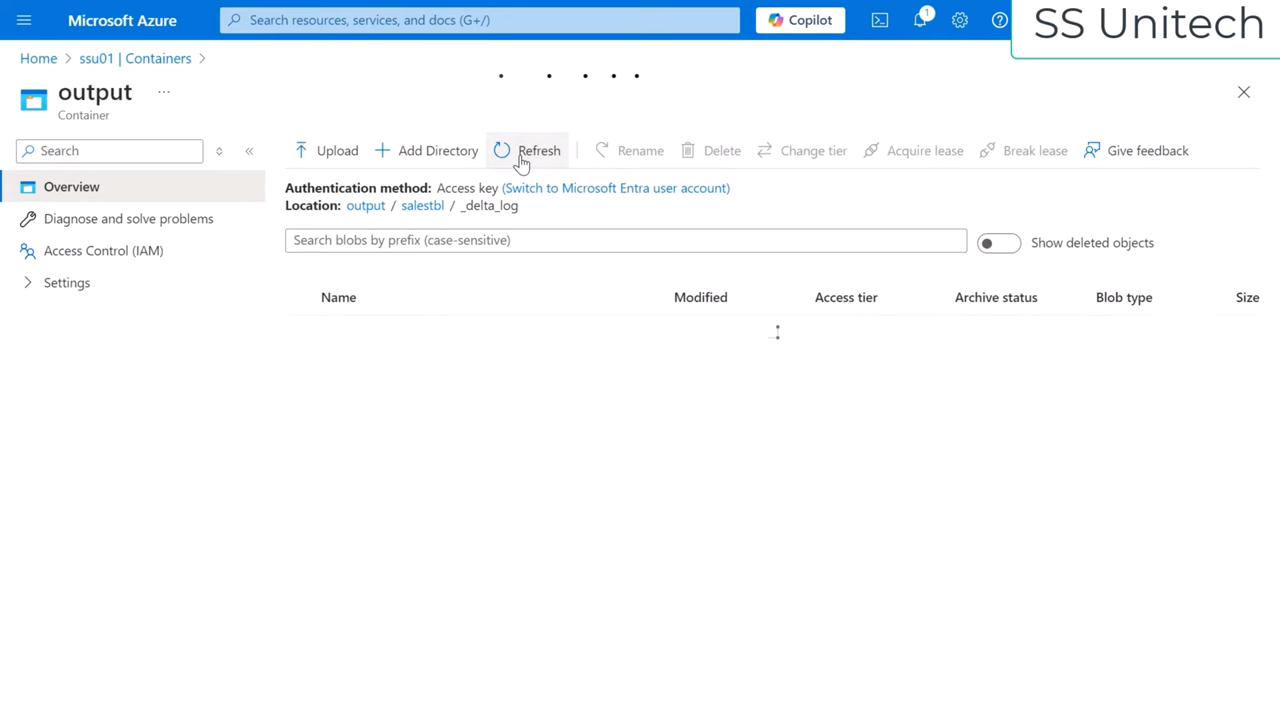 Microsoft Azure
Search resources, services, and docs (G+/)
Copilot
1
SS Unitech
Home > ssu01 | Containers >
output ...
Container
Search
Upload
Add Directory
Refresh
Rename
Delete
Change tier
Acquire lease
Break lease
Give feedback
Overview
Diagnose and solve problems
Access Control (IAM)
Settings
Authentication method: Access key (Switch to Microsoft Entra user account)
Location: output / salestbl / _delta_log
Search blobs by prefix (case-sensitive)
Show deleted objects
Name Modified Access tier Archive status Blob type Size